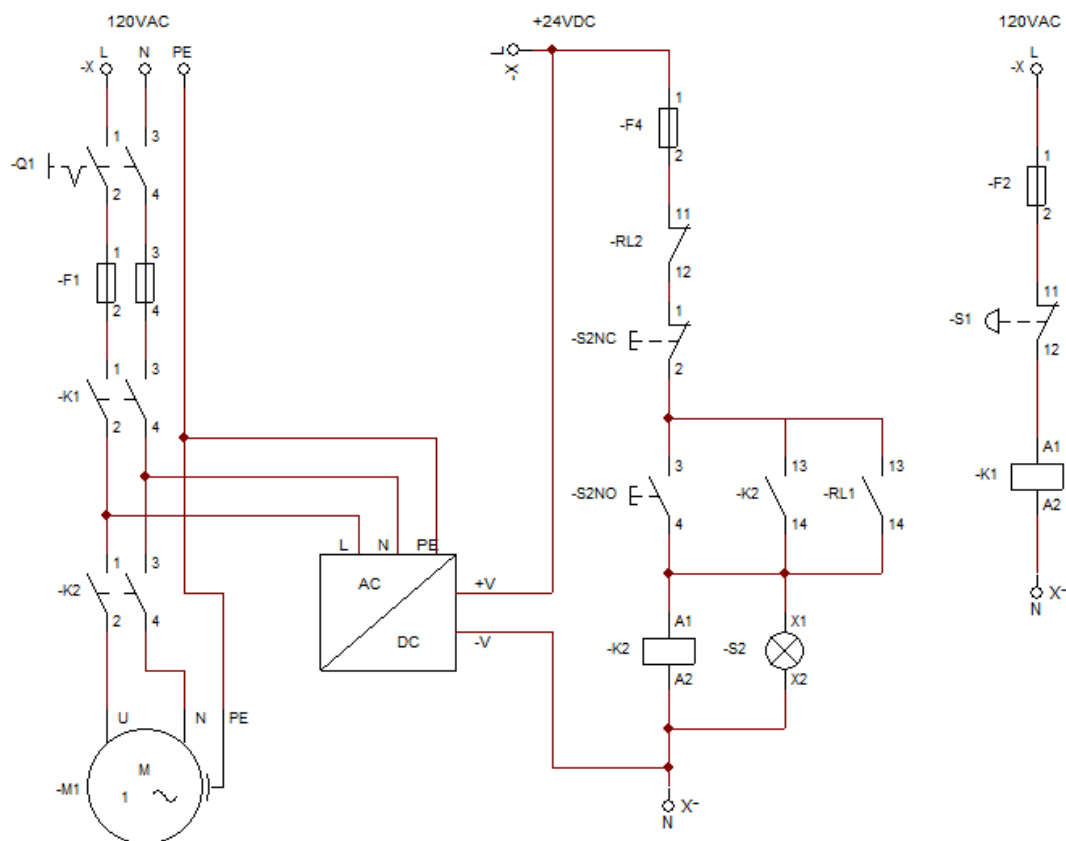 120VAC
L N PE
-X
1 3
-Q1
2 4
1 3
-F1
2 4
1 3
-K1
2 4
1 3
-K2
2 4
U N PE
M
1
-M1
L N PE
AC
DC
+V
-V
+24VDC
L
-X
1
-F4
2
11
-RL2
12
1
-S2NC
2
3
-S2NO
4
13
-K2
14
13
-RL1
14
A1
-K2
A2
X1
-S2
X2
X-
N
120VAC
L
-X
1
-F2
2
11
-S1
12
A1
-K1
A2
X-
N